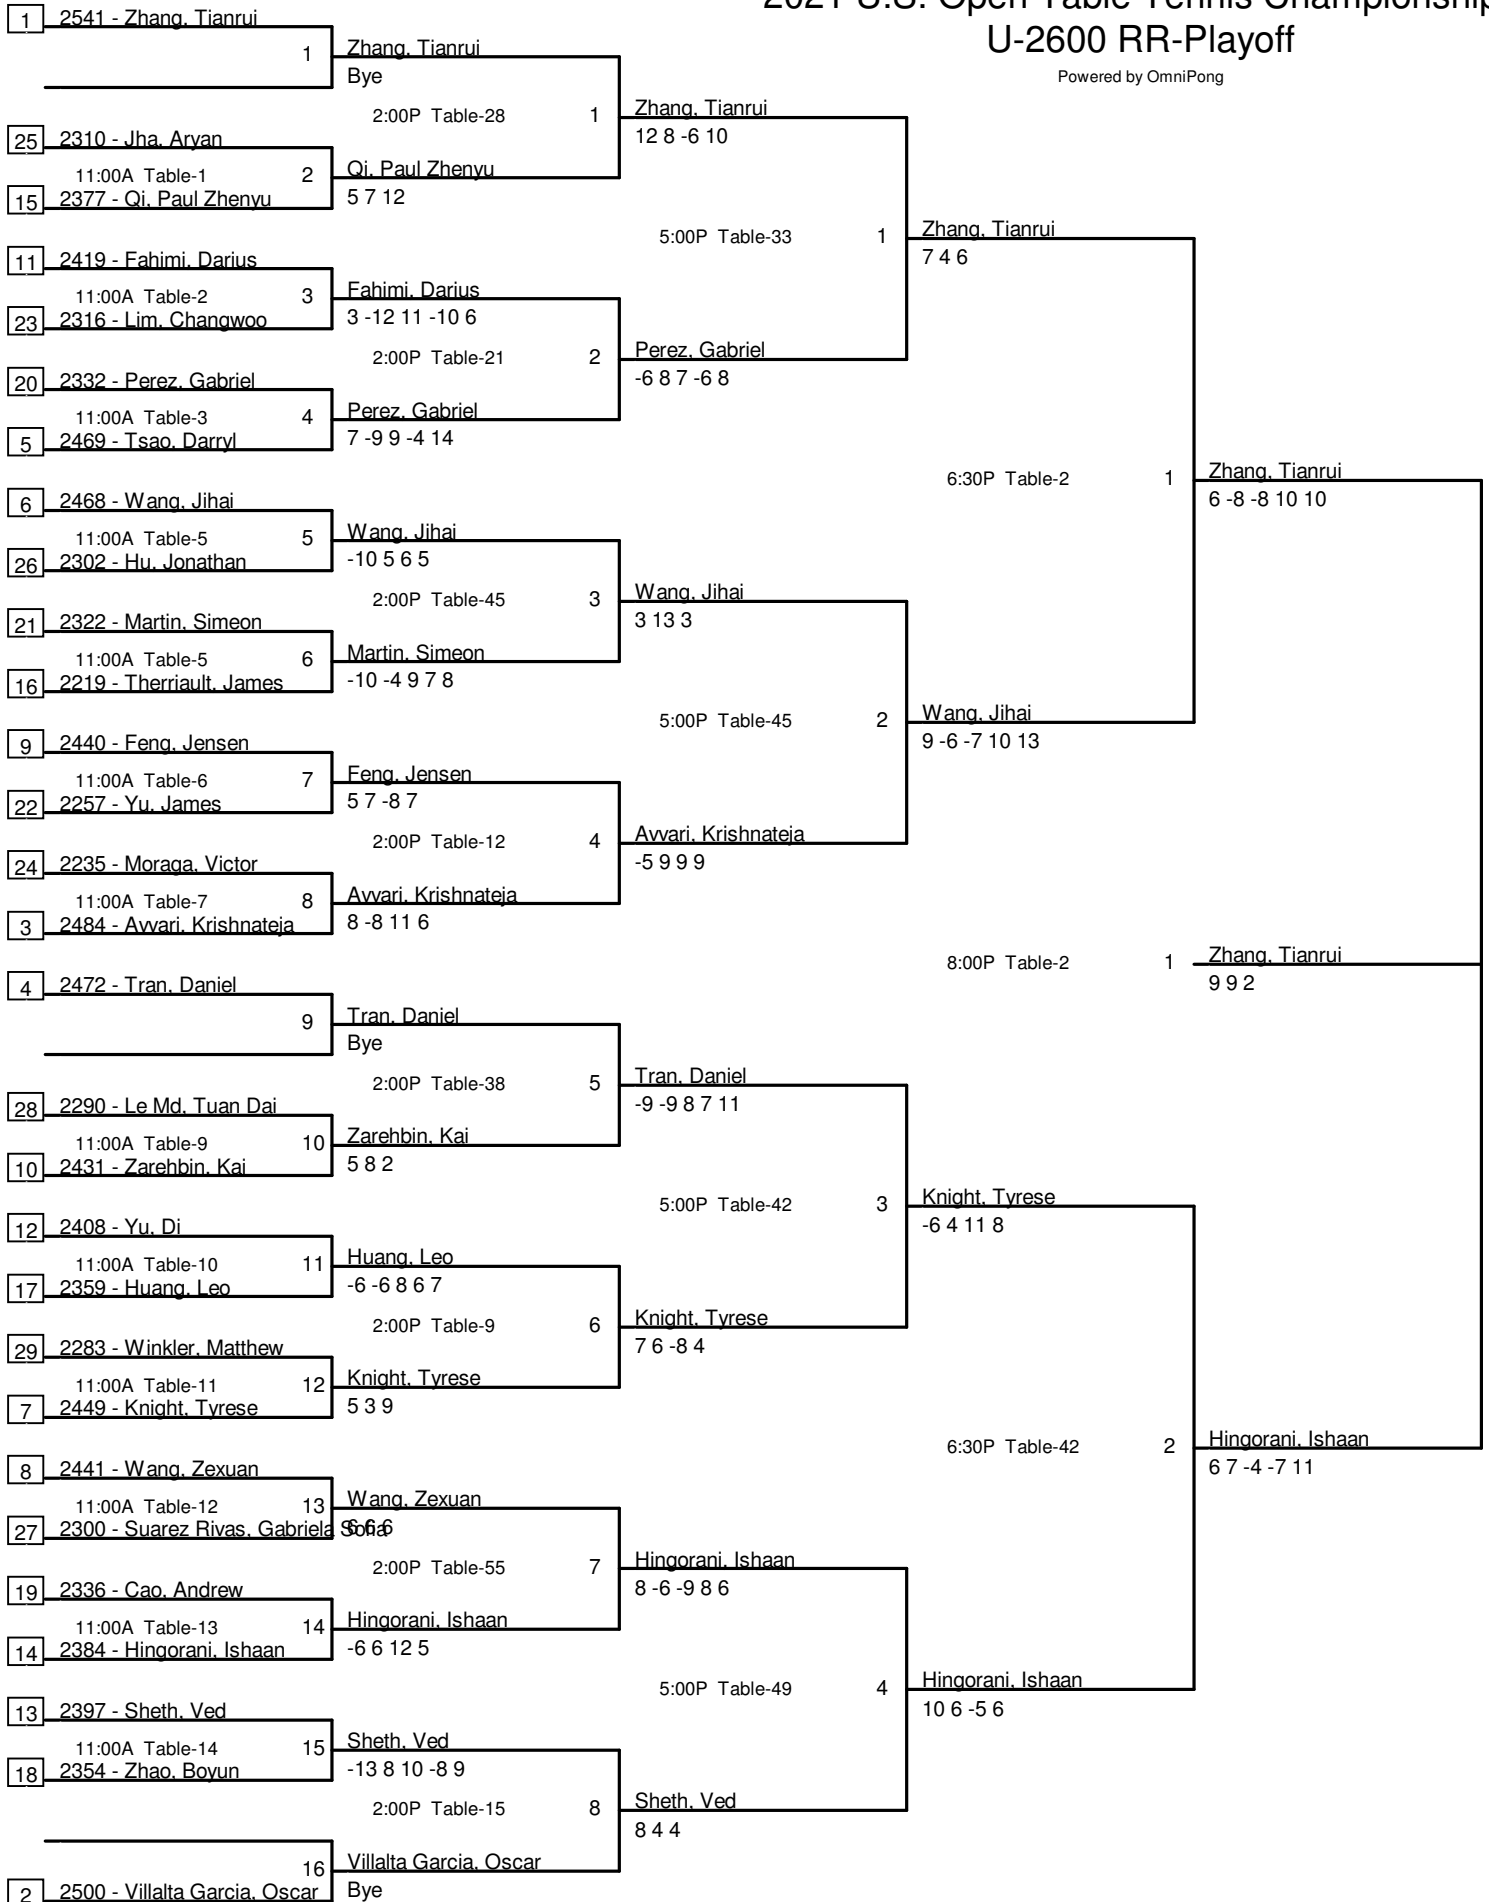 2021 U.S. Open Table Tennis Championship
U-2600 RR-Playoff
Powered by OmniPong
1 2541 - Zhang, Tianrui
1 Zhang, Tianrui
Bye
2:00P Table-28 1 Zhang, Tianrui
12 8 -6 10
25 2310 - Jha, Aryan
11:00A Table-1 2 Qi, Paul Zhenyu
5 7 12
15 2377 - Qi, Paul Zhenyu
5:00P Table-33 1 Zhang, Tianrui
7 4 6
11 2419 - Fahimi, Darius
11:00A Table-2 3 Fahimi, Darius
3 -12 11 -10 6
23 2316 - Lim, Changwoo
2:00P Table-21 2 Perez, Gabriel
-6 8 7 -6 8
20 2332 - Perez, Gabriel
11:00A Table-3 4 Perez, Gabriel
7 -9 9 -4 14
5 2469 - Tsao, Darryl
6:30P Table-2 1 Zhang, Tianrui
6 -8 -8 10 10
6 2468 - Wang, Jihai
11:00A Table-5 5 Wang, Jihai
-10 5 6 5
26 2302 - Hu, Jonathan
2:00P Table-45 3 Wang, Jihai
3 13 3
21 2322 - Martin, Simeon
11:00A Table-5 6 Martin, Simeon
-10 -4 9 7 8
16 2219 - Therriault, James
5:00P Table-45 2 Wang, Jihai
9 -6 -7 10 13
9 2440 - Feng, Jensen
11:00A Table-6 7 Feng, Jensen
5 7 -8 7
22 2257 - Yu, James
2:00P Table-12 4 Avvari, Krishnateja
-5 9 9 9
24 2235 - Moraga, Victor
11:00A Table-7 8 Avvari, Krishnateja
8 -8 11 6
3 2484 - Avvari, Krishnateja
8:00P Table-2 1 Zhang, Tianrui
9 9 2
4 2472 - Tran, Daniel
9 Tran, Daniel
Bye
2:00P Table-38 5 Tran, Daniel
-9 -9 8 7 11
28 2290 - Le Md, Tuan Dai
11:00A Table-9 10 Zarehbin, Kai
5 8 2
10 2431 - Zarehbin, Kai
5:00P Table-42 3 Knight, Tyrese
-6 4 11 8
12 2408 - Yu, Di
11:00A Table-10 11 Huang, Leo
-6 -6 8 6 7
17 2359 - Huang, Leo
2:00P Table-9 6 Knight, Tyrese
7 6 -8 4
29 2283 - Winkler, Matthew
11:00A Table-11 12 Knight, Tyrese
5 3 9
7 2449 - Knight, Tyrese
6:30P Table-42 2 Hingorani, Ishaan
6 7 -4 -7 11
8 2441 - Wang, Zexuan
11:00A Table-12 13 Wang, Zexuan
6 6 6
27 2300 - Suarez Rivas, Gabriela Sofia
2:00P Table-55 7 Hingorani, Ishaan
8 -6 -9 8 6
19 2336 - Cao, Andrew
11:00A Table-13 14 Hingorani, Ishaan
-6 6 12 5
14 2384 - Hingorani, Ishaan
5:00P Table-49 4 Hingorani, Ishaan
10 6 -5 6
13 2397 - Sheth, Ved
11:00A Table-14 15 Sheth, Ved
-13 8 10 -8 9
18 2354 - Zhao, Boyun
2:00P Table-15 8 Sheth, Ved
8 4 4
16 Villalta Garcia, Oscar
Bye
2 2500 - Villalta Garcia, Oscar